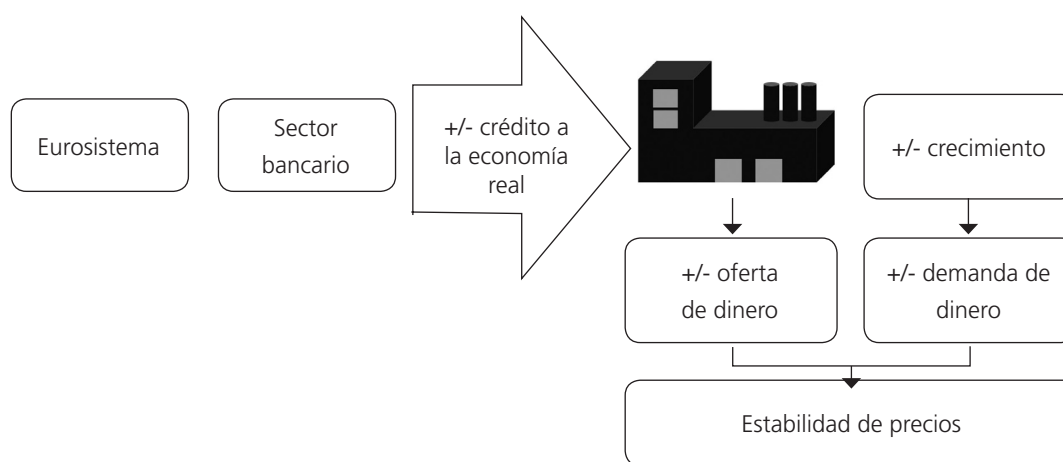 Eurosistema
Sector
bancario
+/- crédito a
la economía
real
+/- crecimiento
+/- oferta
de dinero
+/- demanda de
dinero
Estabilidad de precios